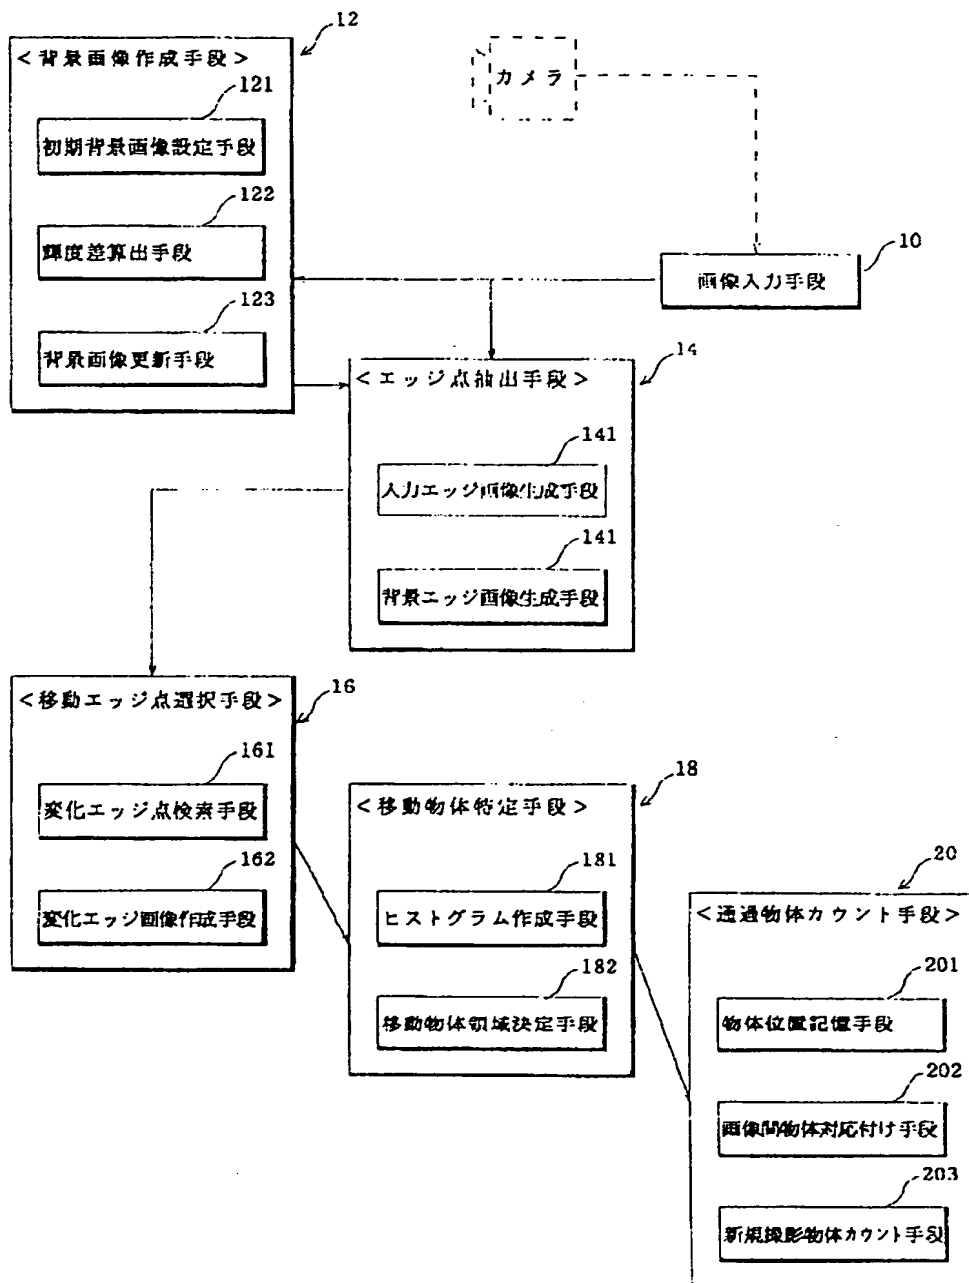 12
<背景画像作成手段>
121
初期背景画像設定手段
122
輝度差算出手段
123
背景画像更新手段
カメラ
10
画像入力手段
14
<エッジ点抽出手段>
141
入力エッジ画像生成手段
141
背景エッジ画像生成手段
16
<移動エッジ点選択手段>
161
変化エッジ点検索手段
162
変化エッジ画像作成手段
18
<移動物体特定手段>
181
ヒストグラム作成手段
182
移動物体領域決定手段
20
<通過物体カウント手段>
201
物体位置記憶手段
202
画像間物体対応付け手段
203
新規撮影物体カウント手段